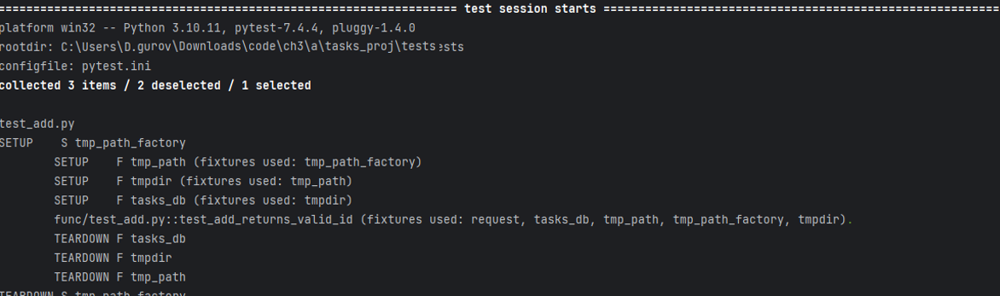 ============================================================== test session starts ==============================================================
platform win32 -- Python 3.10.11, pytest-7.4.4, pluggy-1.4.0
rootdir: C:\Users\D.gurov\Downloads\code\ch3\a\tasks_proj\tests ests
configfile: pytest.ini
collected 3 items / 2 deselected / 1 selected
test_add.py
SETUP    S tmp_path_factory
        SETUP    F tmp_path (fixtures used: tmp_path_factory)
        SETUP    F tmpdir (fixtures used: tmp_path)
        SETUP    F tasks_db (fixtures used: tmpdir)
        func/test_add.py::test_add_returns_valid_id (fixtures used: request, tasks_db, tmp_path, tmp_path_factory, tmpdir).
        TEARDOWN F tasks_db
        TEARDOWN F tmpdir
        TEARDOWN F tmp_path
TEARDOWN S tmp_path_factory